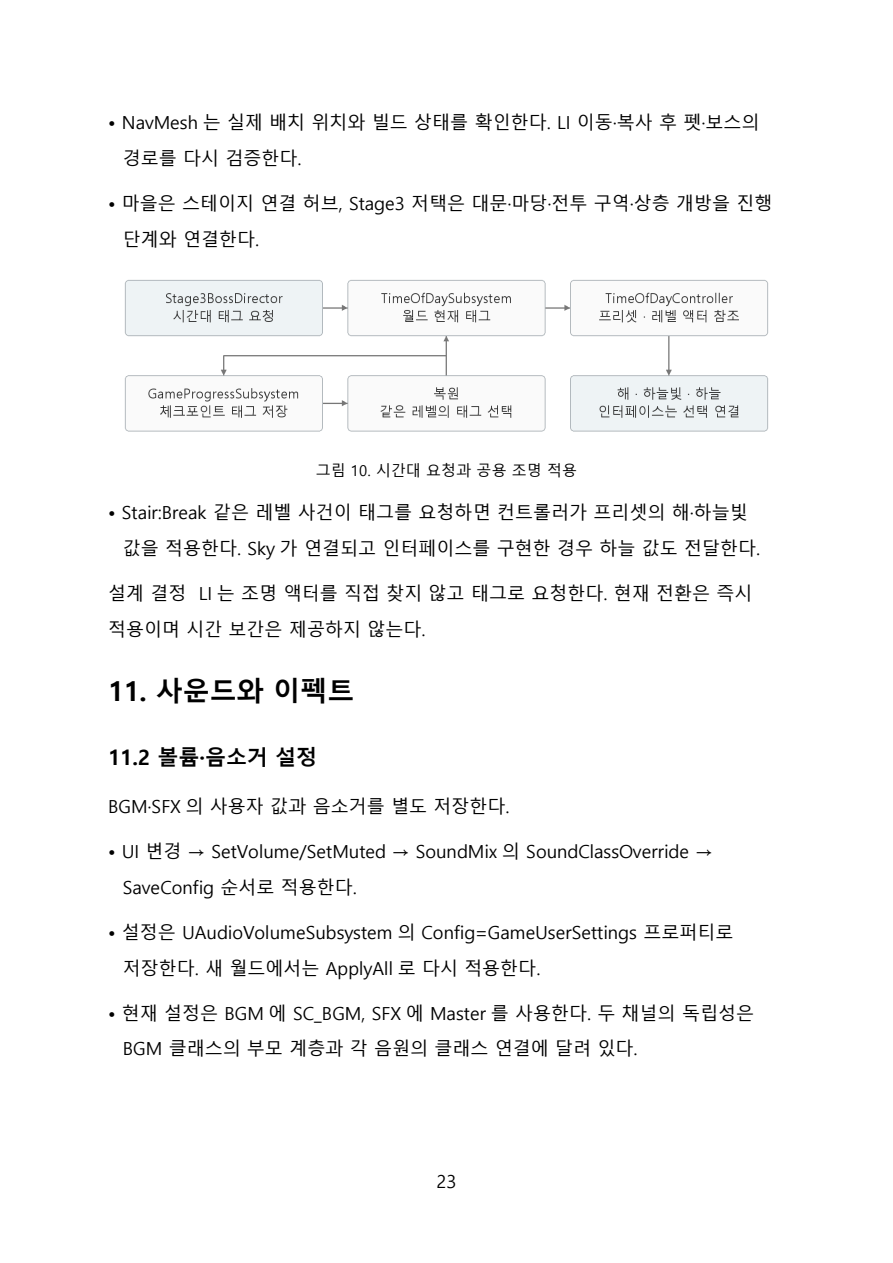 • NavMesh 는 실제 배치 위치와 빌드 상태를 확인한다. LI 이동·복사 후 펫·보스의
경로를 다시 검증한다.
• 마을은 스테이지 연결 허브, Stage3 저택은 대문·마당·전투 구역·상층 개방을 진행
단계와 연결한다.
Stage3BossDirector
시간대 태그 요청
TimeOfDaySubsystem
월드 현재 태그
TimeOfDayController
프리셋 · 레벨 액터 참조
GameProgressSubsystem
체크포인트 태그 저장
복원
같은 레벨의 태그 선택
해 · 하늘빛 · 하늘
인터페이스는 선택 연결
그림 10. 시간대 요청과 공용 조명 적용
• Stair:Break 같은 레벨 사건이 태그를 요청하면 컨트롤러가 프리셋의 해·하늘빛
값을 적용한다. Sky 가 연결되고 인터페이스를 구현한 경우 하늘 값도 전달한다.
설계 결정 LI 는 조명 액터를 직접 찾지 않고 태그로 요청한다. 현재 전환은 즉시
적용이며 시간 보간은 제공하지 않는다.
11. 사운드와 이펙트
11.2 볼륨·음소거 설정
BGM·SFX 의 사용자 값과 음소거를 별도 저장한다.
• UI 변경 → SetVolume/SetMuted → SoundMix 의 SoundClassOverride →
SaveConfig 순서로 적용한다.
• 설정은 UAudioVolumeSubsystem 의 Config=GameUserSettings 프로퍼티로
저장한다. 새 월드에서는 ApplyAll 로 다시 적용한다.
• 현재 설정은 BGM 에 SC_BGM, SFX 에 Master 를 사용한다. 두 채널의 독립성은
BGM 클래스의 부모 계층과 각 음원의 클래스 연결에 달려 있다.
23